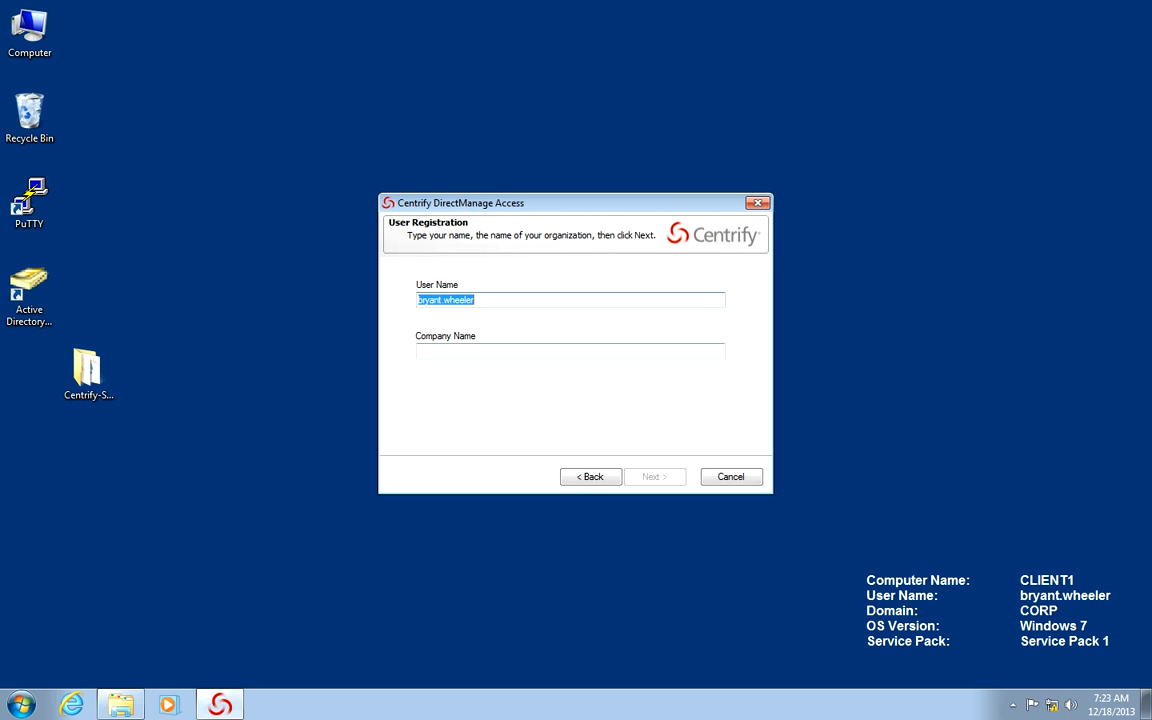 Computer
Recycle Bin
PuTTY
Active
Directory...
Centrify-S...
Centrify DirectManage Access
User Registration
Type your name, the name of your organization, then click Next.
Centrify
User Name
bryant.wheeler
Company Name
< Back
Next >
Cancel
Computer Name: CLIENT1
User Name: bryant.wheeler
Domain: CORP
OS Version: Windows 7
Service Pack: Service Pack 1
7:23 AM
12/18/2013